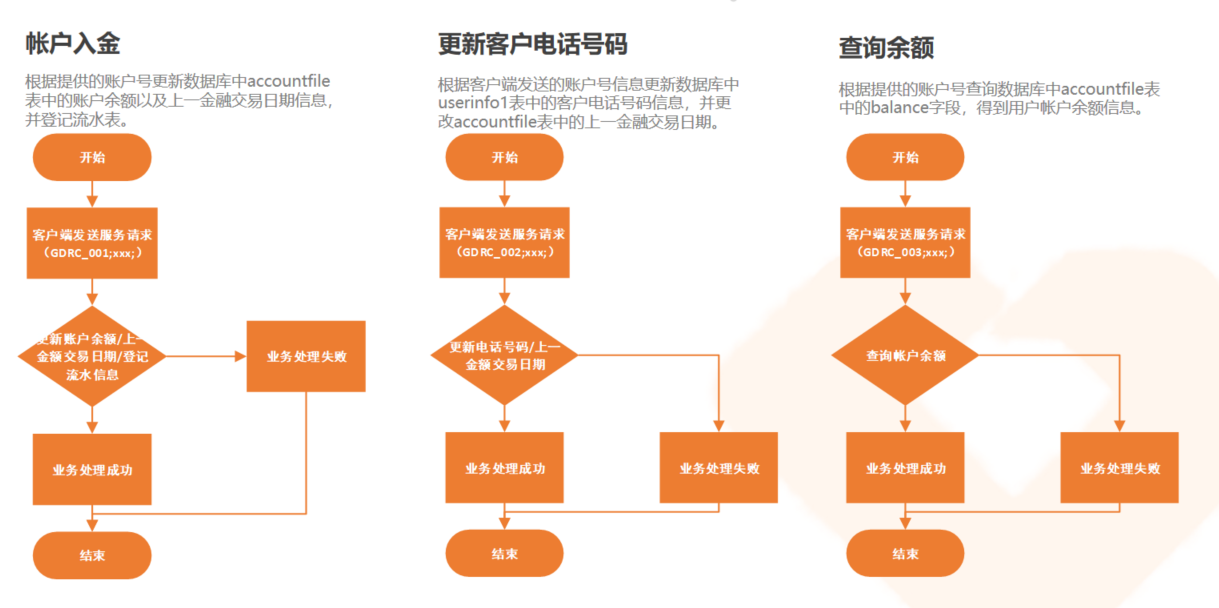 帐户入金
根据提供的账户号更新数据库中accountfile
表中的账户余额以及上一金融交易日期信息，
并登记流水表。
开始
客户端发送服务请求
（GDRC_001;xxx;）
更新账户余额/上一
金额交易日期/登记
流水信息
业务处理失败
业务处理成功
结束
更新客户电话号码
根据客户端发送的账户号信息更新数据库中
userinfo1表中的客户电话号码信息，并更
改accountfile表中的上一金融交易日期。
开始
客户端发送服务请求
（GDRC_002;xxx;）
更新电话号码/上一
金额交易日期
业务处理成功
业务处理失败
结束
查询余额
根据提供的账户号查询数据库中accountfile表
中的balance字段，得到用户帐户余额信息。
开始
客户端发送服务请求
（GDRC_003;xxx;）
查询帐户余额
业务处理成功
业务处理失败
结束